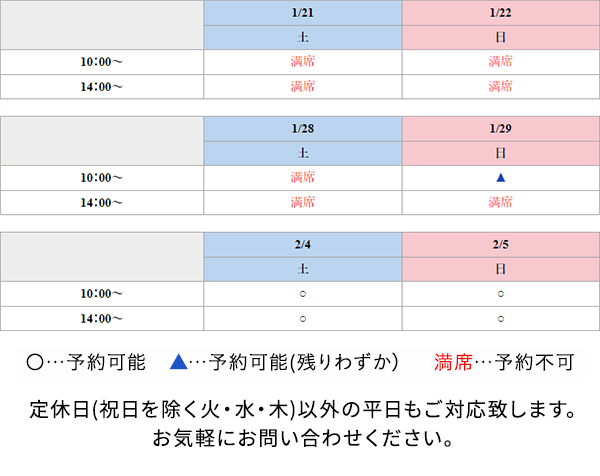 1/21 1/22
土 日
10:00～ 満席 満席
14:00～ 満席 満席
1/28 1/29
土 日
10:00～ 満席 ▲
14:00～ 満席 満席
2/4 2/5
土 日
10:00～ ○ ○
14:00～ ○ ○
〇…予約可能 ▲…予約可能(残りわずか) 満席…予約不可
定休日(祝日を除く火・水・木)以外の平日もご対応致します。
お気軽にお問い合わせください。